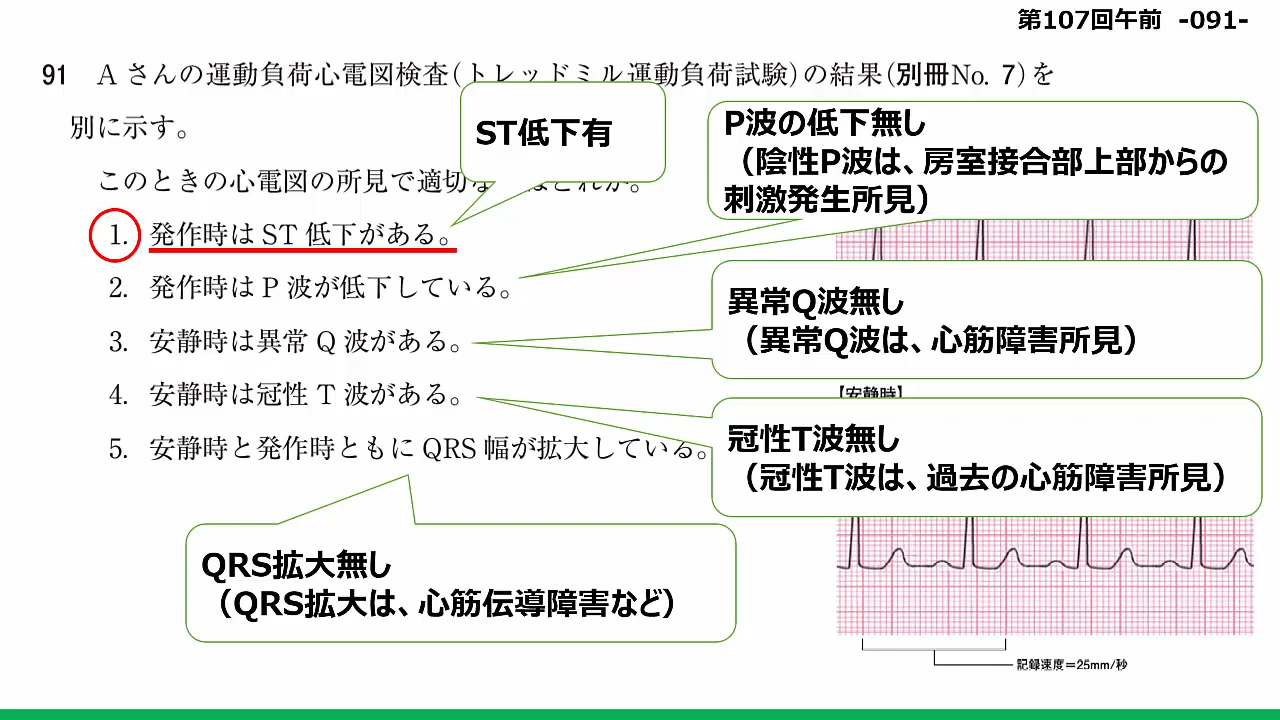 第107回午前 -091-
91 Aさんの運動負荷心電図検査(トレッドミル運動負荷試験)の結果(別冊No. 7)を
別に示す。
このときの心電図の所見で適切な
1. 発作時は ST 低下がある。
2. 発作時は P 波が低下している。
3. 安静時は異常 Q 波がある。
4. 安静時は冠性 T 波がある。
5. 安静時と発作時ともに QRS 幅が拡大している。
ST低下有
P波の低下無し
（陰性P波は、房室接合部上部からの
刺激発生所見）
異常Q波無し
（異常Q波は、心筋障害所見）
【安静時】
冠性T波無し
（冠性T波は、過去の心筋障害所見）
QRS拡大無し
（QRS拡大は、心筋伝導障害など）
記録速度＝25mm/秒